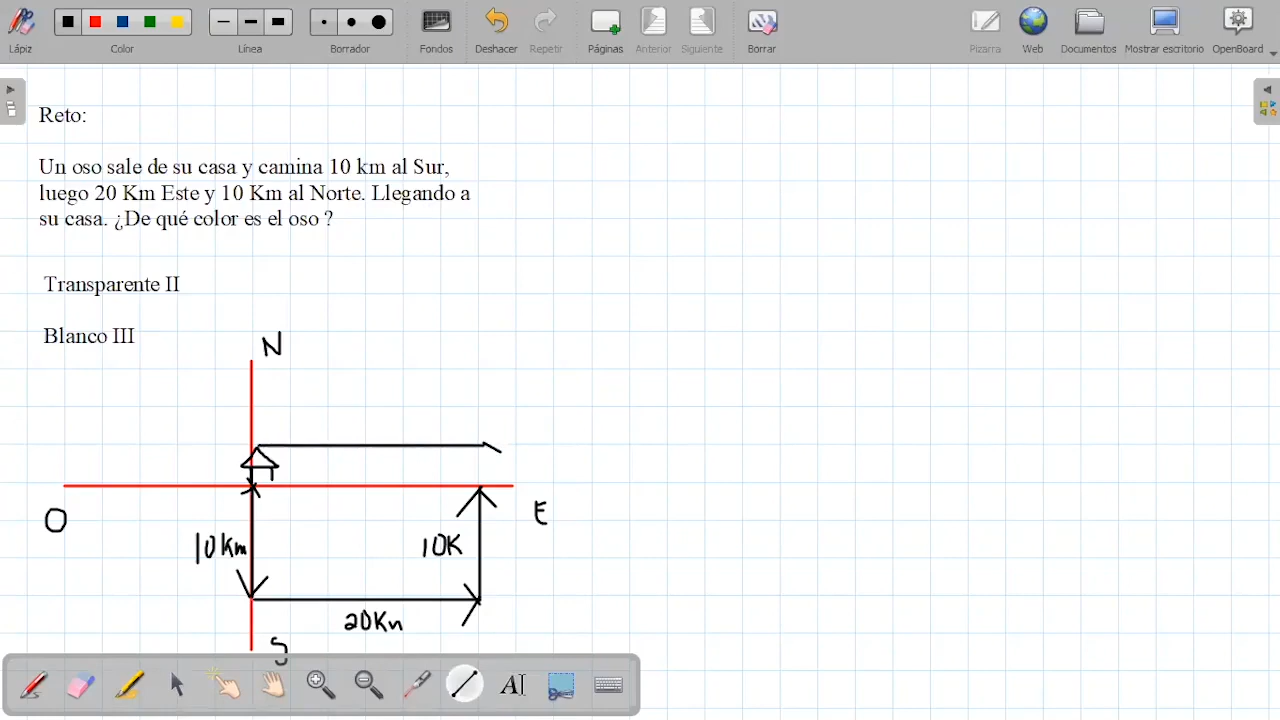 Lápiz
Color
Línea
Borrador
Fondos
Deshacer
Repetir
Páginas
Anterior
Siguiente
Borrar
Pizarra
Web
Documentos
Mostrar escritorio
OpenBoard
Reto:
Un oso sale de su casa y camina 10 km al Sur,
luego 20 Km Este y 10 Km al Norte. Llegando a
su casa. ¿De qué color es el oso ?
Transparente II
Blanco III
N
O
E
10Km
10K
20Kn
S
AI